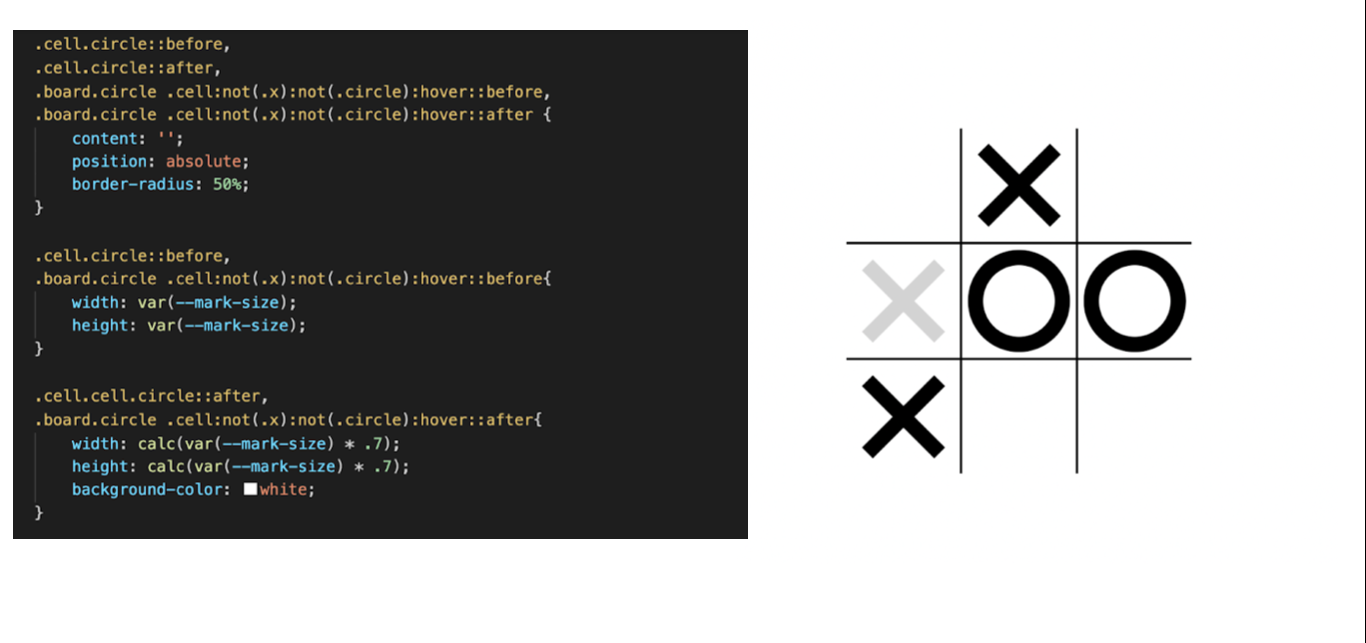 .cell.circle::before,
.cell.circle::after,
.board.circle .cell:not(.x):not(.circle):hover::before,
.board.circle .cell:not(.x):not(.circle):hover::after {
    content: '';
    position: absolute;
    border-radius: 50%;
}

.cell.circle::before,
.board.circle .cell:not(.x):not(.circle):hover::before{
    width: var(--mark-size);
    height: var(--mark-size);
}

.cell.cell.circle::after,
.board.circle .cell:not(.x):not(.circle):hover::after{
    width: calc(var(--mark-size) * .7);
    height: calc(var(--mark-size) * .7);
    background-color: white;
}